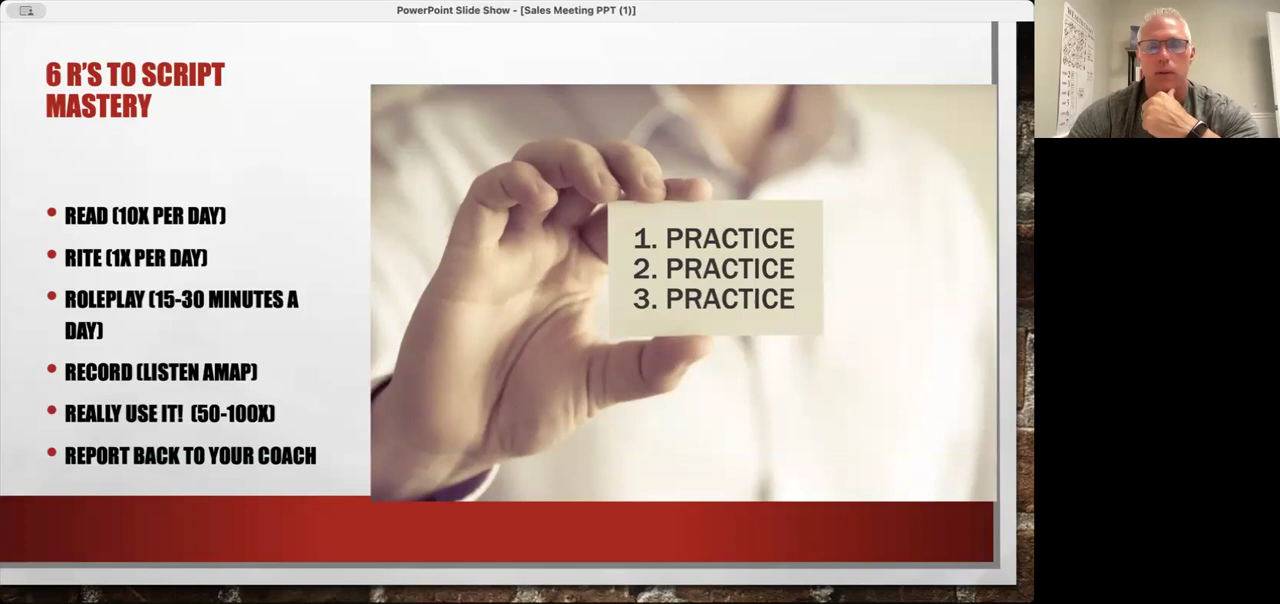 PowerPoint Slide Show - [Sales Meeting PPT (1)]
6 R'S TO SCRIPT
MASTERY
• READ (10X PER DAY)
• RITE (1X PER DAY)
• ROLEPLAY (15-30 MINUTES A
DAY)
• RECORD (LISTEN AMAP)
• REALLY USE IT! (50-100X)
• REPORT BACK TO YOUR COACH
1. PRACTICE
2. PRACTICE
3. PRACTICE